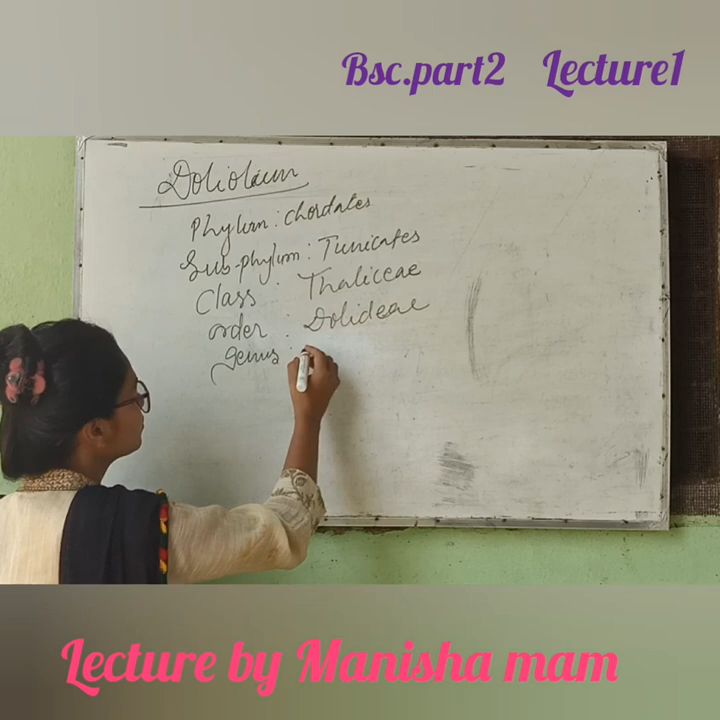 Bsc.part2 Lecture1
Doliolum
Phylum : Chordates
Sub-phylum : Tunicates
Class : Thaliceae
order : Dolideae
genus :
Lecture by Manisha mam